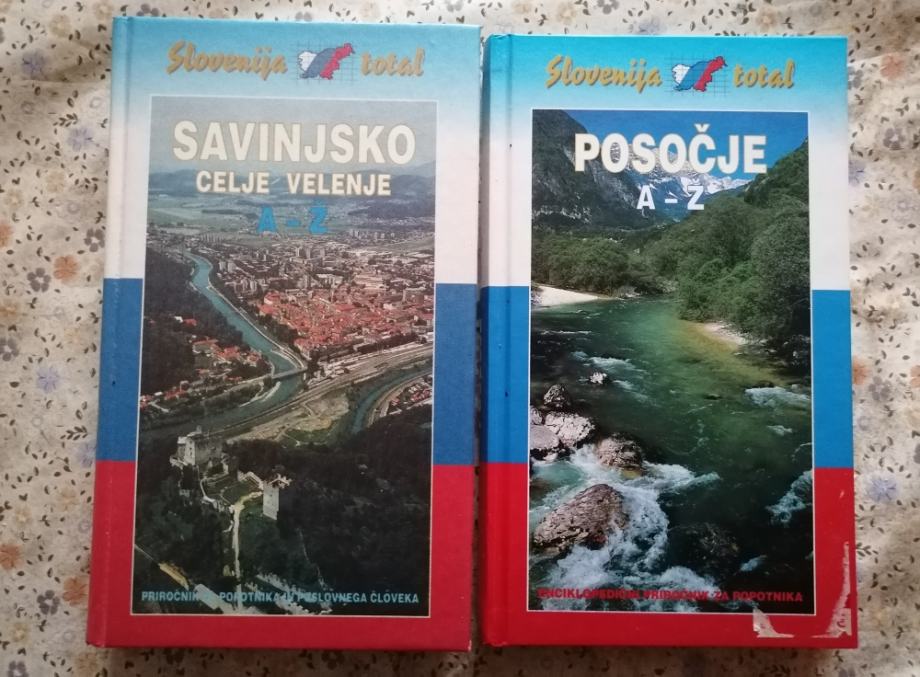 Slovenija total
SAVINJSKO
CELJE VELENJE
A - Ž
PRIROČNIK ZA POPOTNIKA IN POSLOVNEGA ČLOVEKA
Slovenija total
POSOČJE
A - Ž
ENCIKLOPEDIČNI PRIROČNIK ZA POPOTNIKA